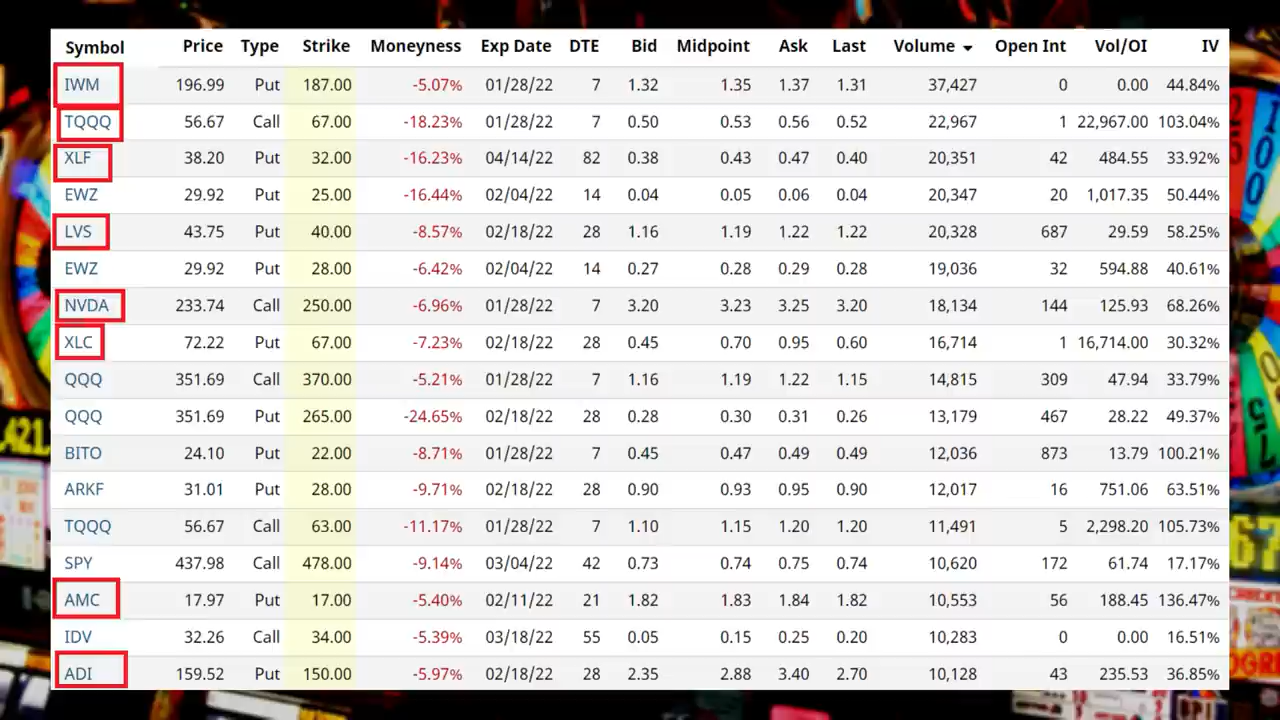 Symbol Price Type Strike Moneyness Exp Date DTE Bid Midpoint Ask Last Volume Open Int Vol/OI IV
IWM 196.99 Put 187.00 -5.07% 01/28/22 7 1.32 1.35 1.37 1.31 37,427 0 0.00 44.84%
TQQQ 56.67 Call 67.00 -18.23% 01/28/22 7 0.50 0.53 0.56 0.52 22,967 1 22,967.00 103.04%
XLF 38.20 Put 32.00 -16.23% 04/14/22 82 0.38 0.43 0.47 0.40 20,351 42 484.55 33.92%
EWZ 29.92 Put 25.00 -16.44% 02/04/22 14 0.04 0.05 0.06 0.04 20,347 20 1,017.35 50.44%
LVS 43.75 Put 40.00 -8.57% 02/18/22 28 1.16 1.19 1.22 1.22 20,328 687 29.59 58.25%
EWZ 29.92 Put 28.00 -6.42% 02/04/22 14 0.27 0.28 0.29 0.28 19,036 32 594.88 40.61%
NVDA 233.74 Call 250.00 -6.96% 01/28/22 7 3.20 3.23 3.25 3.20 18,134 144 125.93 68.26%
XLC 72.22 Put 67.00 -7.23% 02/18/22 28 0.45 0.70 0.95 0.60 16,714 1 16,714.00 30.32%
QQQ 351.69 Call 370.00 -5.21% 01/28/22 7 1.16 1.19 1.22 1.15 14,815 309 47.94 33.79%
QQQ 351.69 Put 265.00 -24.65% 02/18/22 28 0.28 0.30 0.31 0.26 13,179 467 28.22 49.37%
BITO 24.10 Put 22.00 -8.71% 01/28/22 7 0.45 0.47 0.49 0.49 12,036 873 13.79 100.21%
ARKF 31.01 Put 28.00 -9.71% 02/18/22 28 0.90 0.93 0.95 0.90 12,017 16 751.06 63.51%
TQQQ 56.67 Call 63.00 -11.17% 01/28/22 7 1.10 1.15 1.20 1.20 11,491 5 2,298.20 105.73%
SPY 437.98 Call 478.00 -9.14% 03/04/22 42 0.73 0.74 0.75 0.74 10,620 172 61.74 17.17%
AMC 17.97 Put 17.00 -5.40% 02/11/22 21 1.82 1.83 1.84 1.82 10,553 56 188.45 136.47%
IDV 32.26 Call 34.00 -5.39% 03/18/22 55 0.05 0.15 0.25 0.20 10,283 0 0.00 16.51%
ADI 159.52 Put 150.00 -5.97% 02/18/22 28 2.35 2.88 3.40 2.70 10,128 43 235.53 36.85%